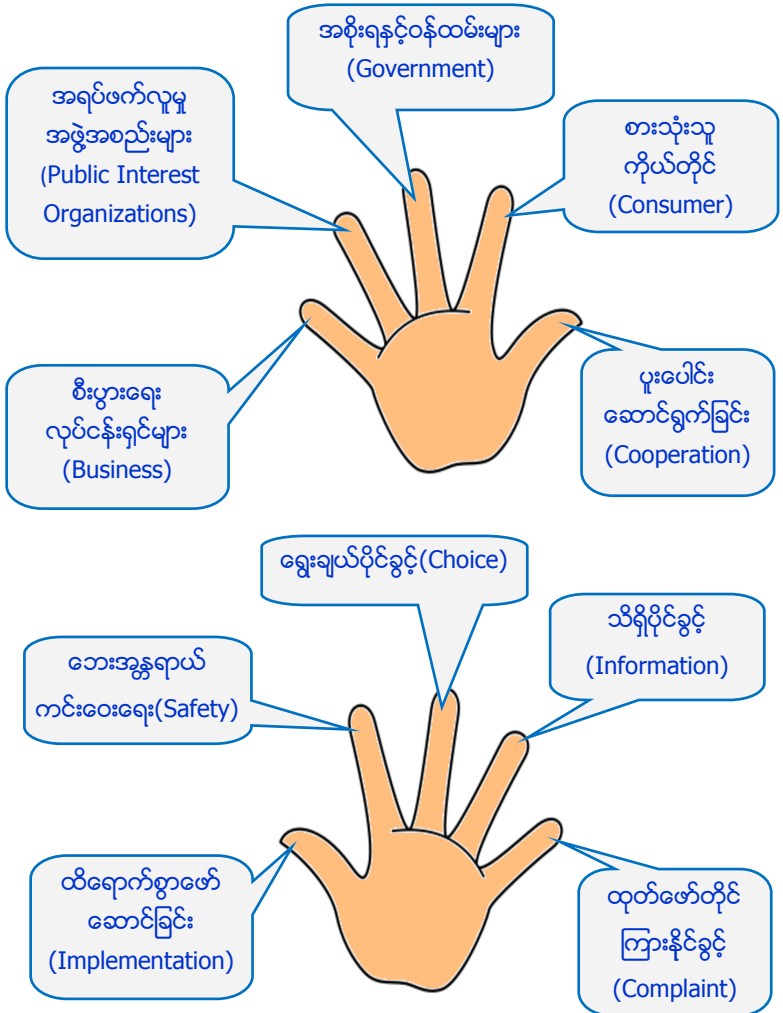 အစိုးရနှင့်ဝန်ထမ်းများ
(Government)
အရပ်ဖက်လူမှု
အဖွဲ့အစည်းများ
(Public Interest
Organizations)
စားသုံးသူ
ကိုယ်တိုင်
(Consumer)
စီးပွားရေး
လုပ်ငန်းရှင်များ
(Business)
ပူးပေါင်း
ဆောင်ရွက်ခြင်း
(Cooperation)
ရွေးချယ်ပိုင်ခွင့်(Choice)
ဘေးအန္တရာယ်
ကင်းဝေးရေး(Safety)
သိရှိပိုင်ခွင့်
(Information)
ထိရောက်စွာဖော်
ဆောင်ခြင်း
(Implementation)
ထုတ်ဖော်တိုင်
ကြားနိုင်ခွင့်
(Complaint)